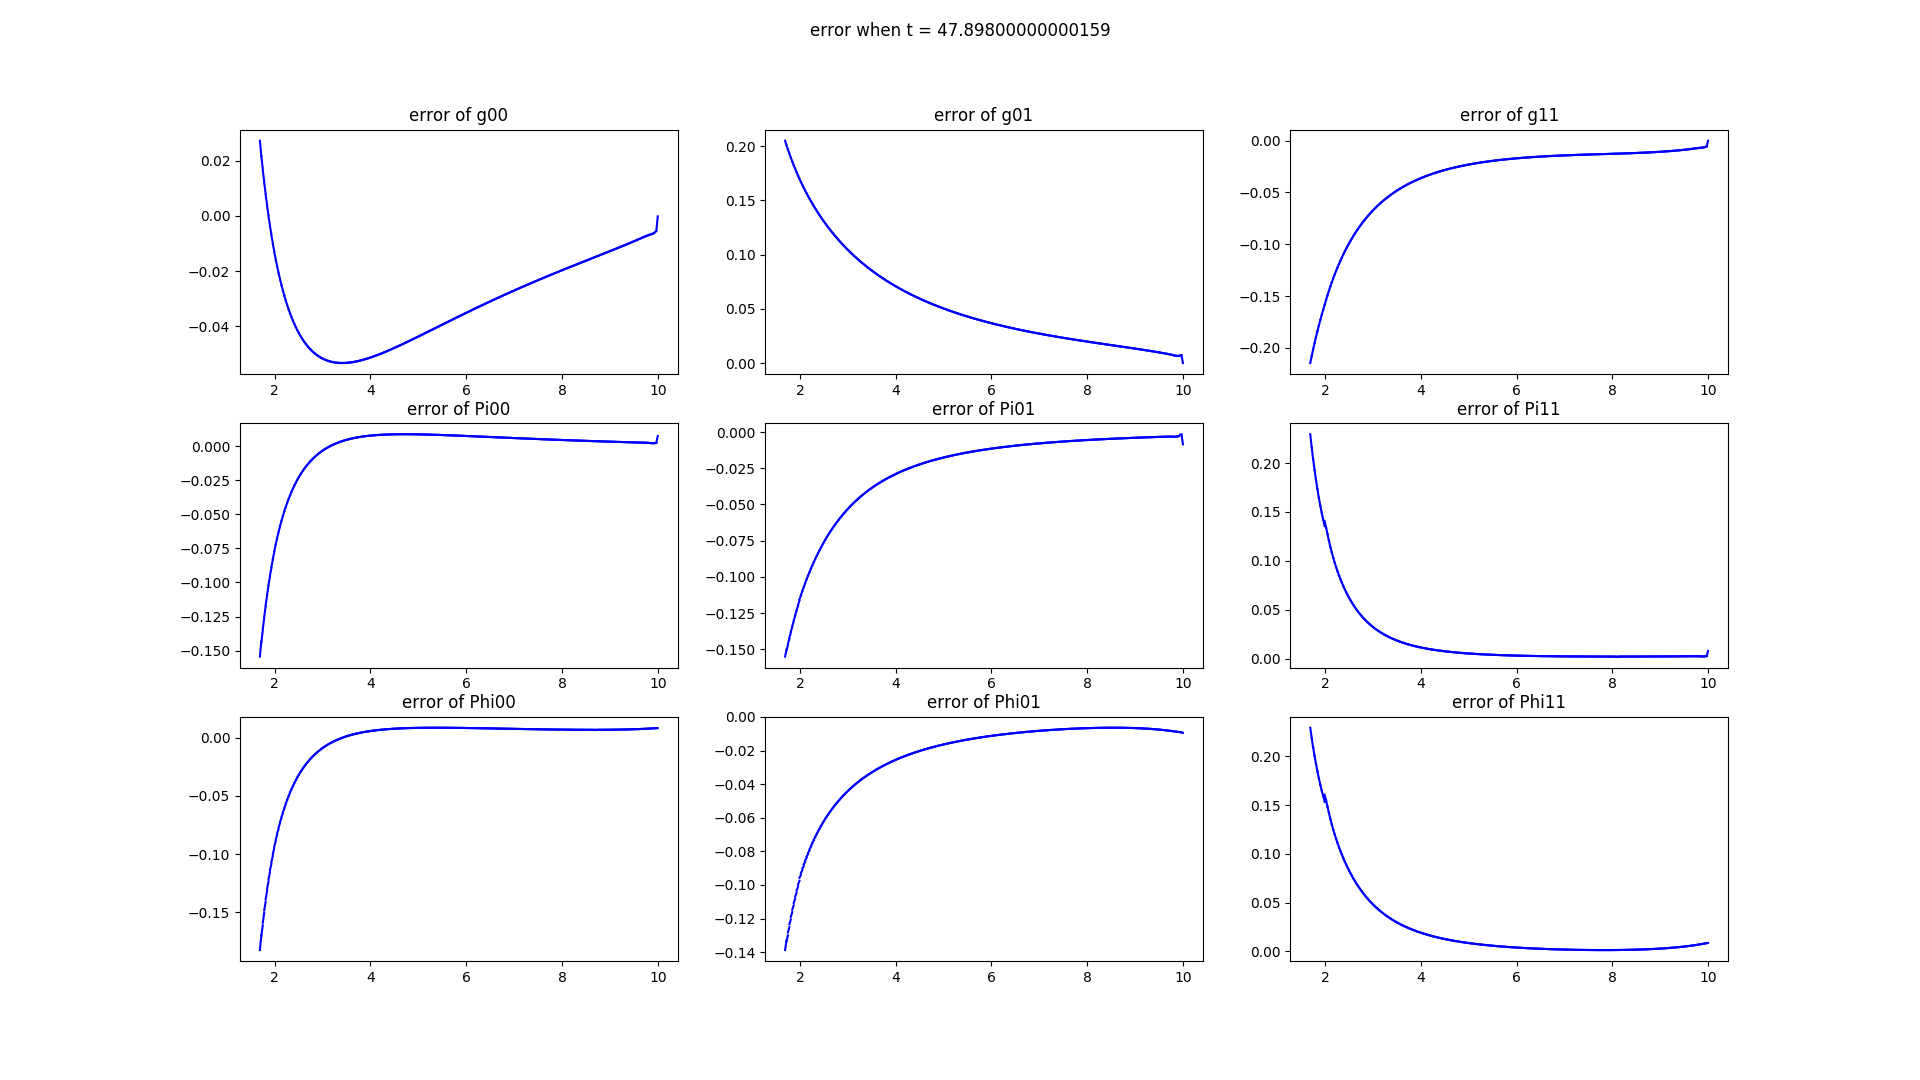 error when t = 47.89800000000159
error of g00
error of g01
error of g11
0.02
0.00
−0.02
−0.04
2 4 6 8 10
0.20
0.15
0.10
0.05
0.00
2 4 6 8 10
0.00
−0.05
−0.10
−0.15
−0.20
2 4 6 8 10
error of Pi00
error of Pi01
error of Pi11
0.000
−0.025
−0.050
−0.075
−0.100
−0.125
−0.150
2 4 6 8 10
0.000
−0.025
−0.050
−0.075
−0.100
−0.125
−0.150
2 4 6 8 10
0.20
0.15
0.10
0.05
0.00
2 4 6 8 10
error of Phi00
error of Phi01
error of Phi11
0.00
−0.05
−0.10
−0.15
2 4 6 8 10
0.00
−0.02
−0.04
−0.06
−0.08
−0.10
−0.12
−0.14
2 4 6 8 10
0.20
0.15
0.10
0.05
0.00
2 4 6 8 10